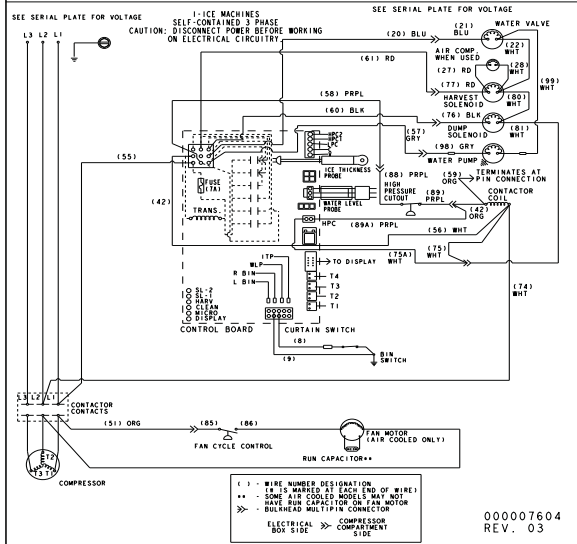 SEE SERIAL PLATE FOR VOLTAGE
I-ICE MACHINES
SELF-CONTAINED 3 PHASE
CAUTION: DISCONNECT POWER BEFORE WORKING
ON ELECTRICAL CIRCUITRY
SEE SERIAL PLATE FOR VOLTAGE
L3 L2 L1
(20) BLU
(21)
BLU
WATER VALVE
(22)
WHT
AIR COMP.
WHEN USED
(61) RD
(27) RD
(28)
WHT
(99)
WHT
(77) RD
HARVEST
SOLENOID
(80)
WHT
(58) PRPL
(60) BLK
(76) BLK
DUMP
SOLENOID
(81)
WHT
(57)
GRY
(98) GRY
WATER PUMP
HPC2
HPC1
LPC
(55)
ICE THICKNESS
PROBE
(88) PRPL
(59)
ORG
TERMINATES AT
PIN CONNECTION
FUSE
(7A)
HIGH
PRESSURE
CUTOUT
(89)
PRPL
CONTACTOR
COIL
(42)
ORG
(42)
TRANS.
WATER LEVEL
PROBE
HPC
(89A) PRPL
(56) WHT
(75)
WHT
(75A)
WHT
TO DISPLAY
(74)
WHT
ITP
WLP
R BIN
L BIN
T4
T3
T2
T1
SL-2
SL-1
HARV
CLEAN
MICRO
DISPLAY
CONTROL BOARD
CURTAIN SWITCH
(8)
(9)
BIN
SWITCH
L3 L2 L1
CONTACTOR
CONTACTS
(51) ORG
(85)
(86)
FAN CYCLE CONTROL
FAN MOTOR
(AIR COOLED ONLY)
RUN CAPACITOR**
T2
T3 T1
COMPRESSOR
( ) - WIRE NUMBER DESIGNATION
(# IS MARKED AT EACH END OF WIRE)
** - SOME AIR COOLED MODELS MAY NOT
HAVE RUN CAPACITOR ON FAN MOTOR
>>- - BULKHEAD MULTIPIN CONNECTOR
ELECTRICAL >>- COMPRESSOR
BOX SIDE COMPARTMENT
SIDE
000007604
REV. 03